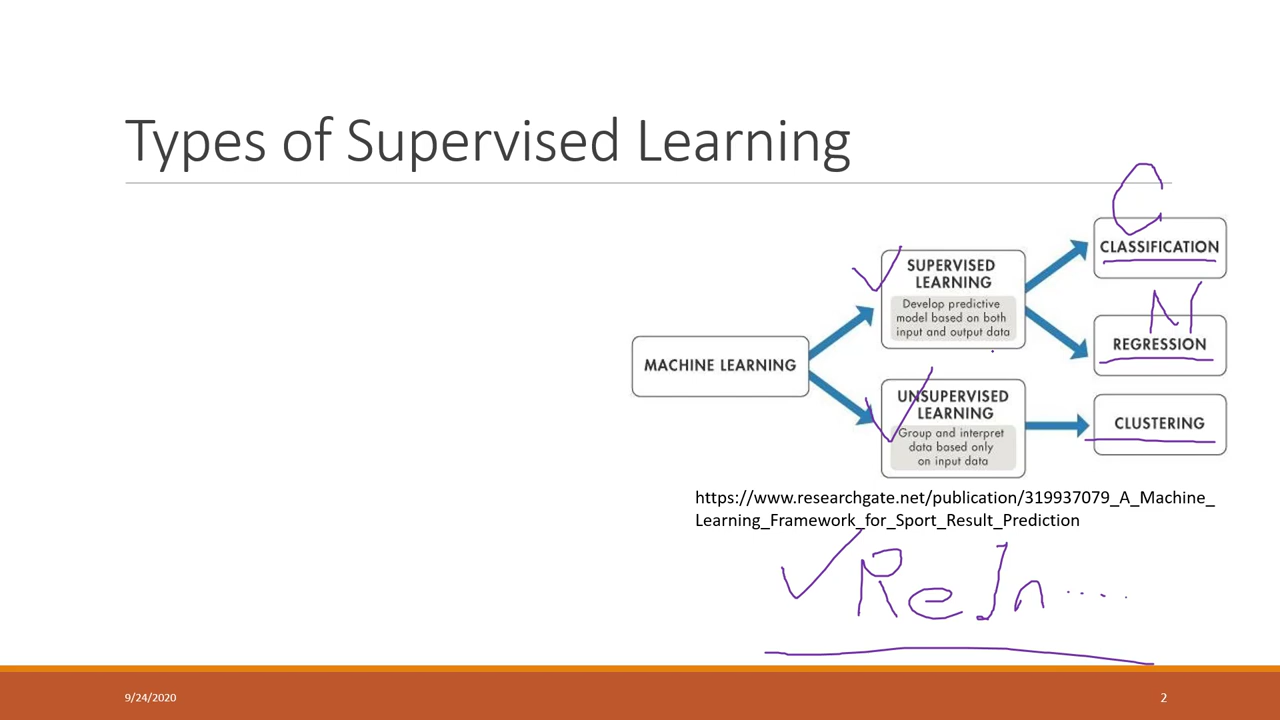 Types of Supervised Learning
C
CLASSIFICATION
SUPERVISED
LEARNING
Develop predictive
model based on both
input and output data
N
REGRESSION
MACHINE LEARNING
UNSUPERVISED
LEARNING
Group and interpret
data based only
on input data
CLUSTERING
https://www.researchgate.net/publication/319937079_A_Machine_
Learning_Framework_for_Sport_Result_Prediction
ReIn....
9/24/2020
2